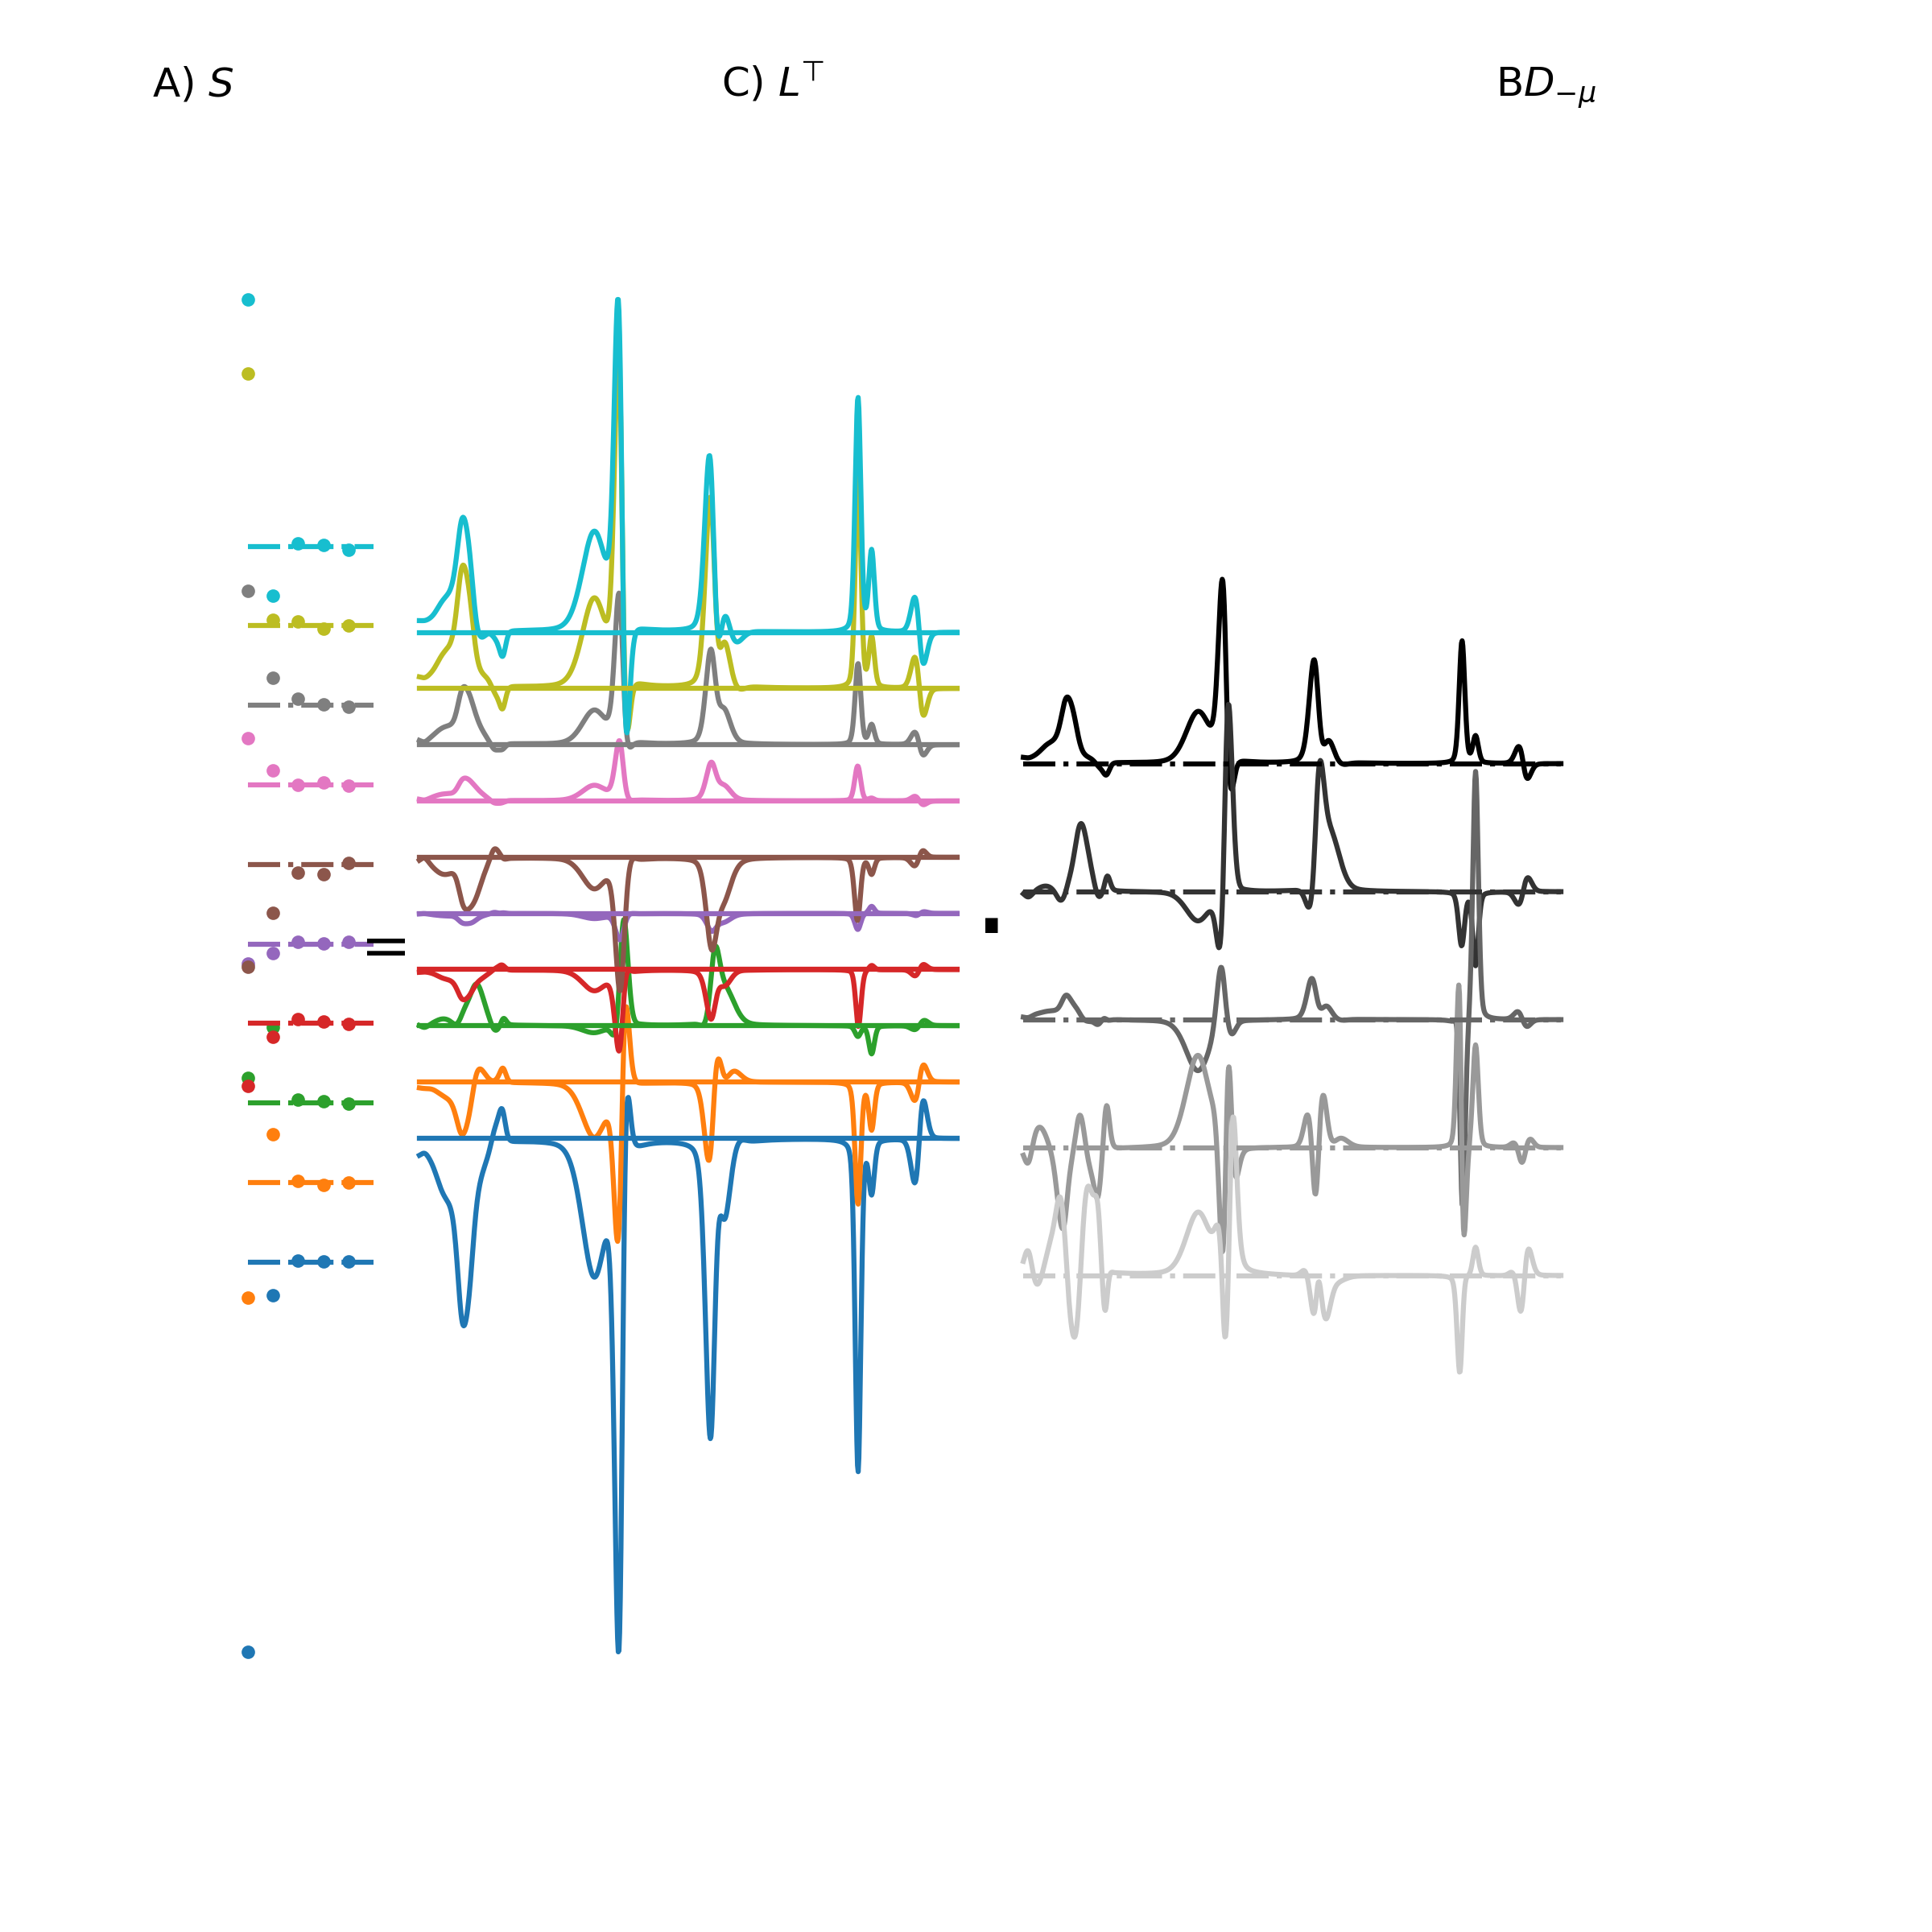 A) S
C) L⊤
BD₋μ
=
·